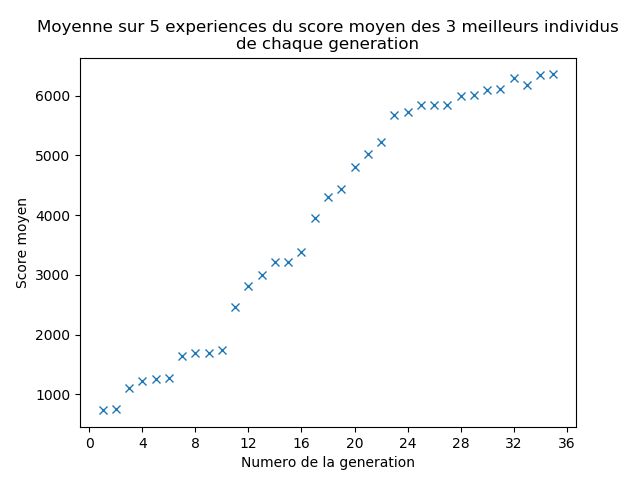 Moyenne sur 5 experiences du score moyen des 3 meilleurs individus
de chaque generation
6000
5000
4000
3000
2000
1000
Score moyen
0 4 8 12 16 20 24 28 32 36
Numero de la generation